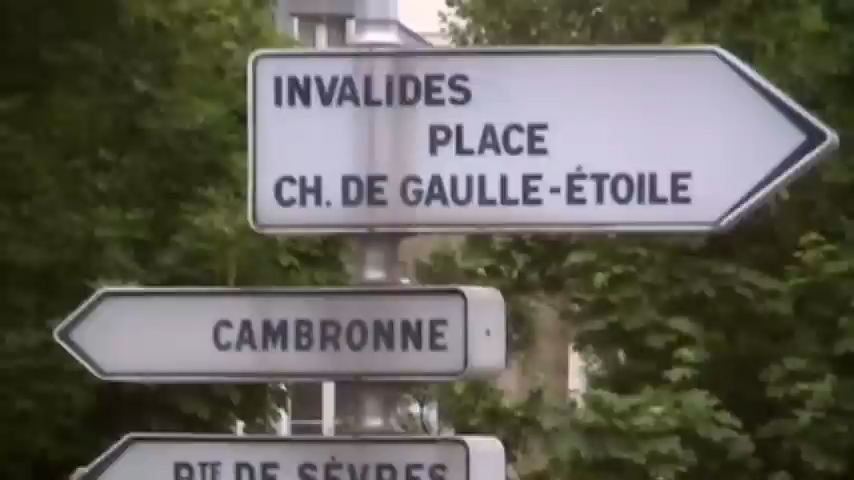 INVALIDES
PLACE
CH. DE GAULLE-ÉTOILE
CAMBRONNE
PTE DE SÈVRES